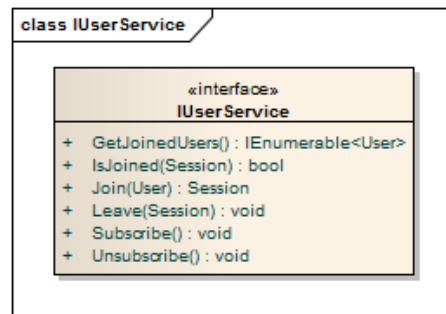 class IUserService
«interface»
IUserService
+ GetJoinedUsers() : IEnumerable<User>
+ IsJoined(Session) : bool
+ Join(User) : Session
+ Leave(Session) : void
+ Subscribe() : void
+ Unsubscribe() : void